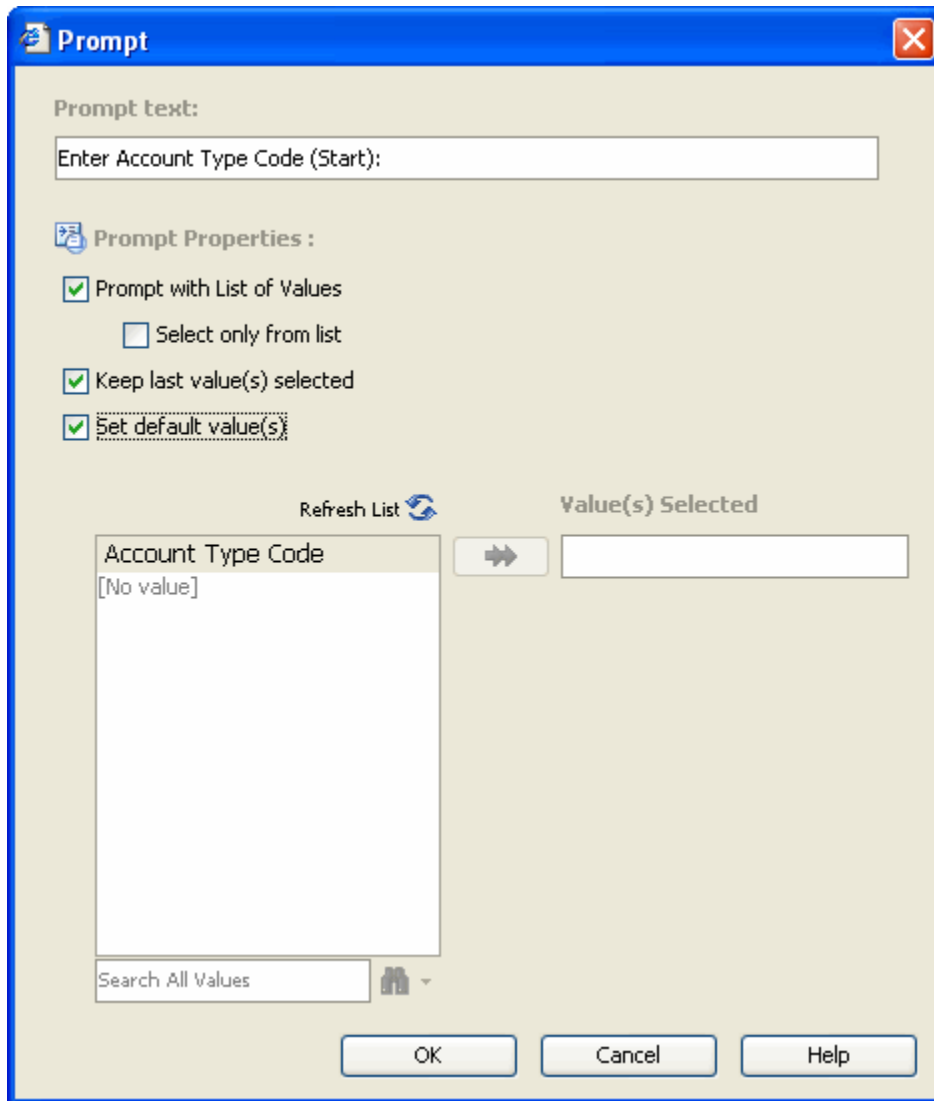 Prompt
Prompt text:
Enter Account Type Code (Start):
Prompt Properties :
Prompt with List of Values
Select only from list
Keep last value(s) selected
Set default value(s)
Refresh List
Value(s) Selected
Account Type Code
[No value]
Search All Values
OK
Cancel
Help